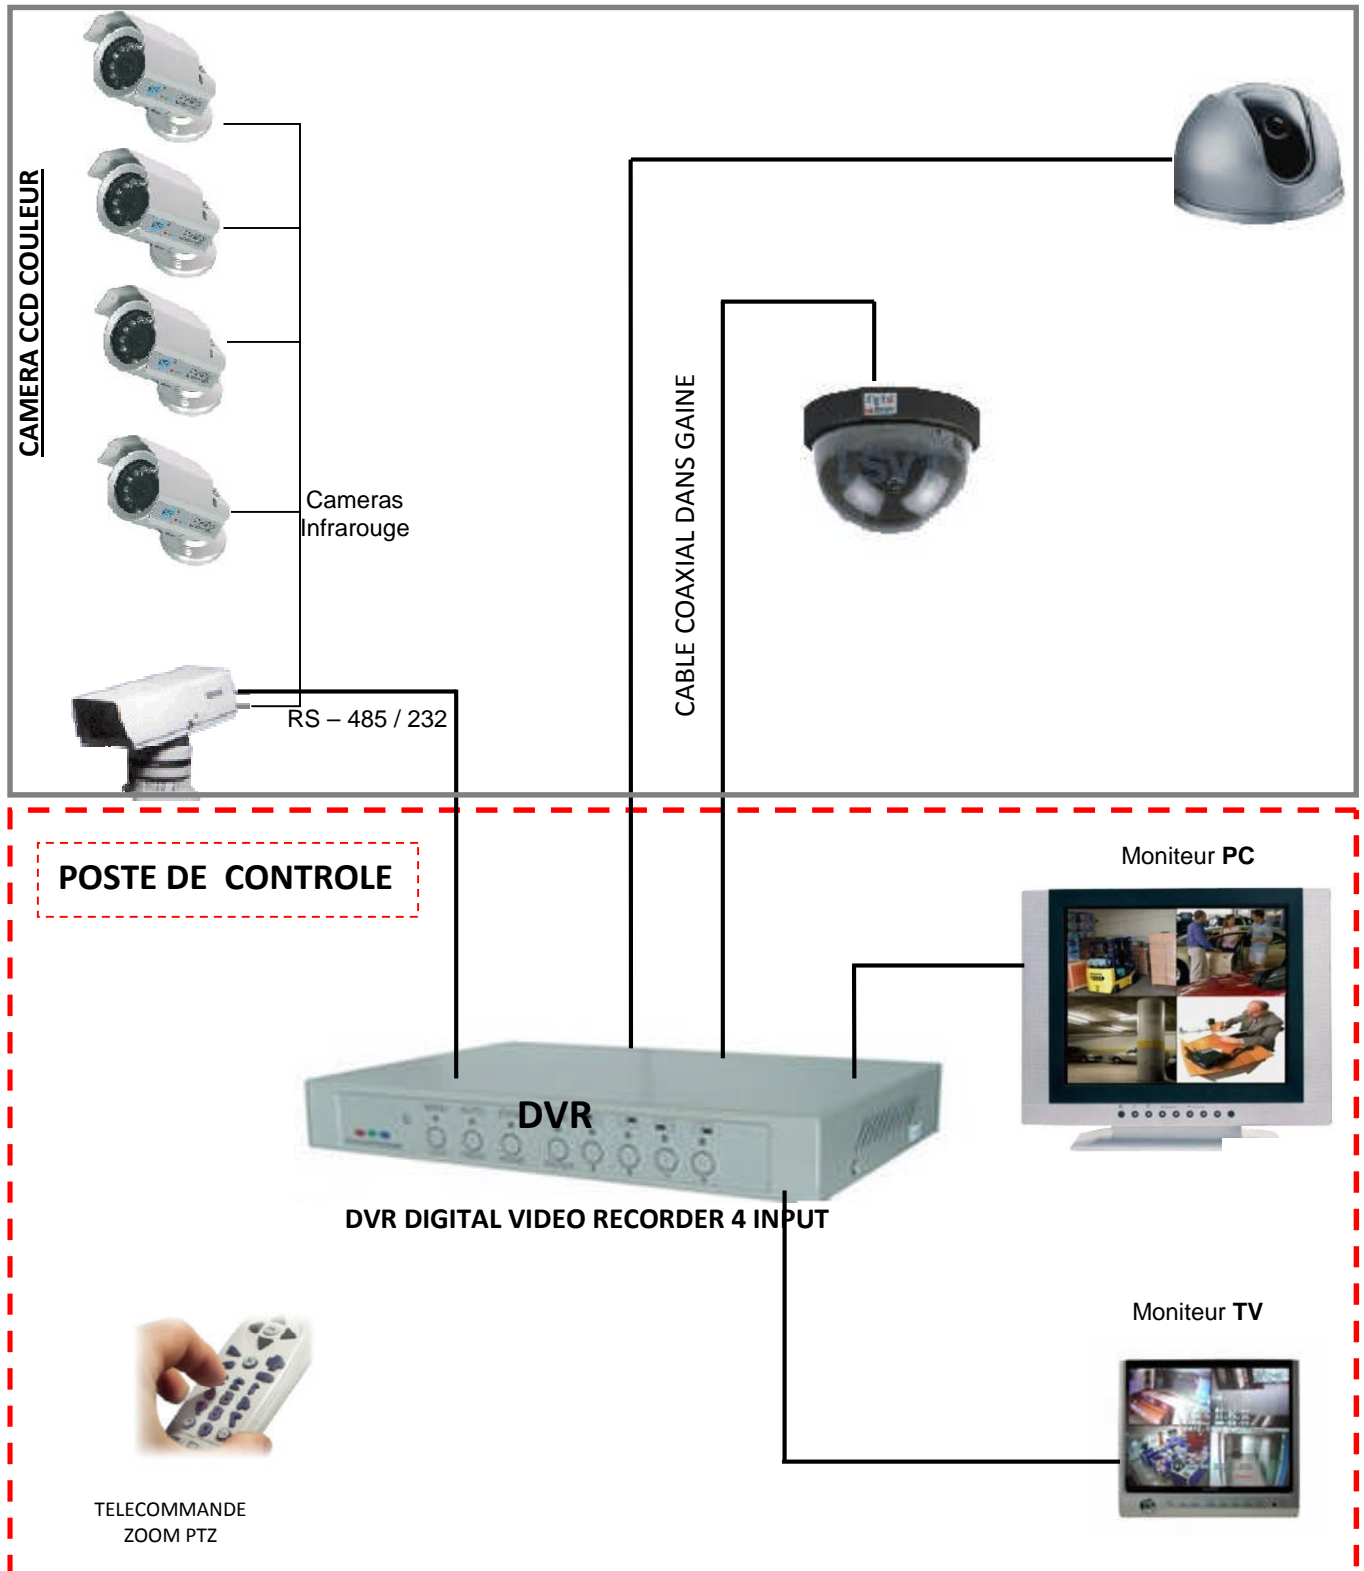 CAMERA CCD COULEUR
Cameras
Infrarouge
RS – 485 / 232
CABLE COAXIAL DANS GAINE
POSTE DE CONTROLE
Moniteur PC
DVR
DVR DIGITAL VIDEO RECORDER 4 INPUT
Moniteur TV
TELECOMMANDE
ZOOM PTZ